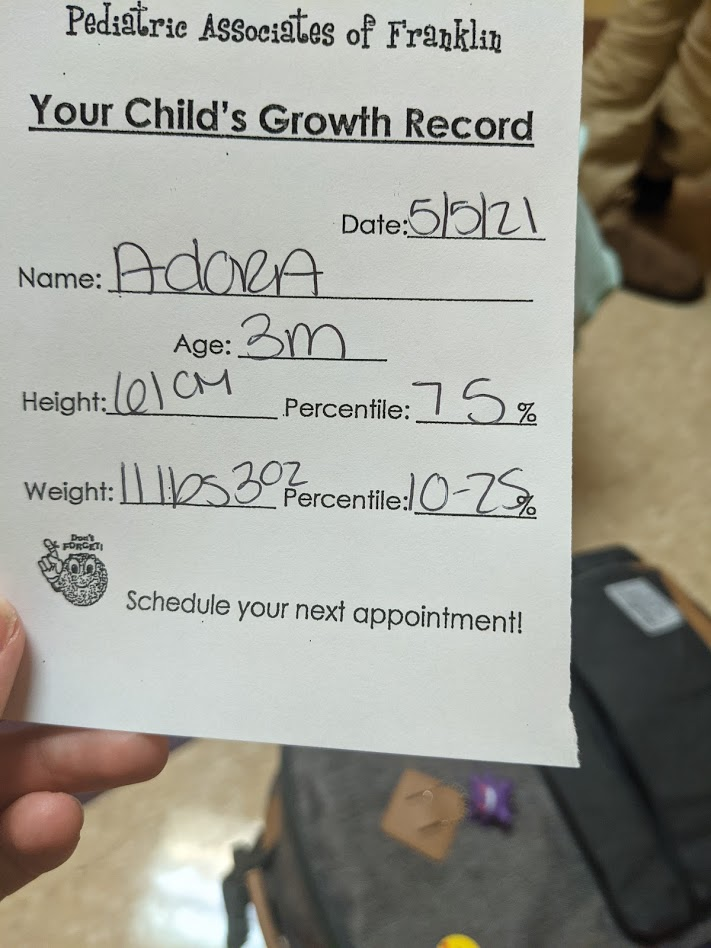 Pediatric Associates of Franklin
Your Child's Growth Record
Date: 5/5/21
Name: AdorA
Age: 3m
Height: 61 CM Percentile: 75 %
Weight: 11 lbs 3 oz Percentile: 10-25 %
Don't
FORGET!
Schedule your next appointment!